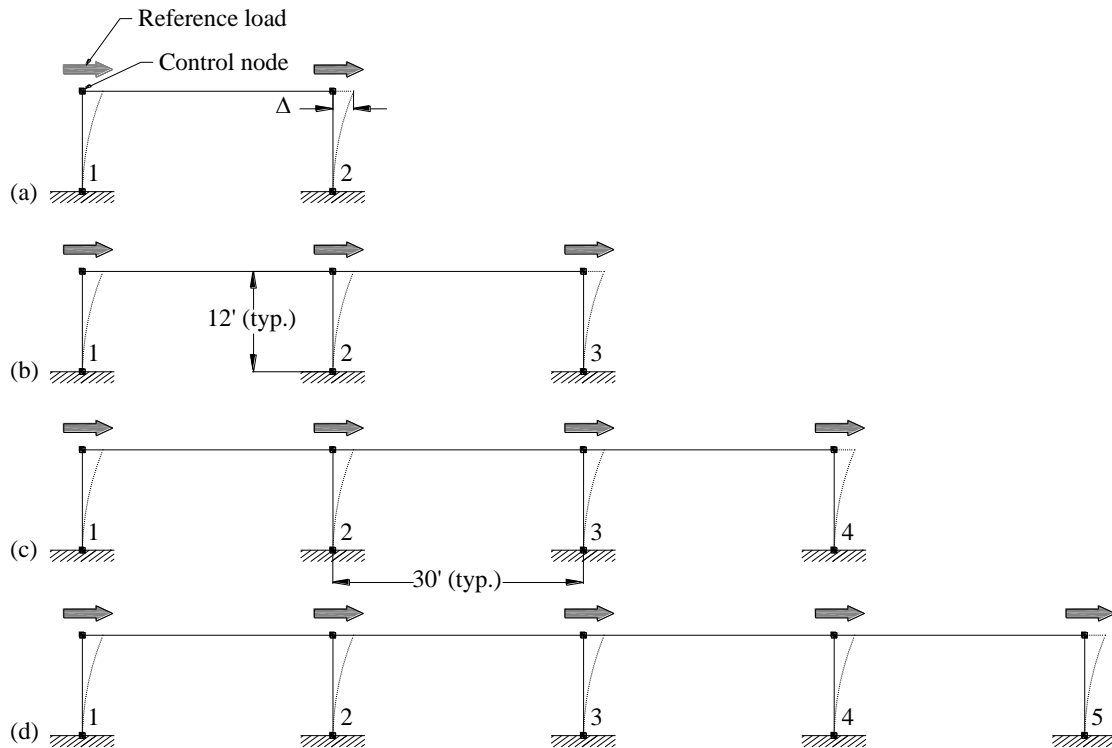 Reference load
Control node
Δ
1
2
(a)
12' (typ.)
1
2
3
(b)
1
2
3
4
(c)
30' (typ.)
1
2
3
4
5
(d)